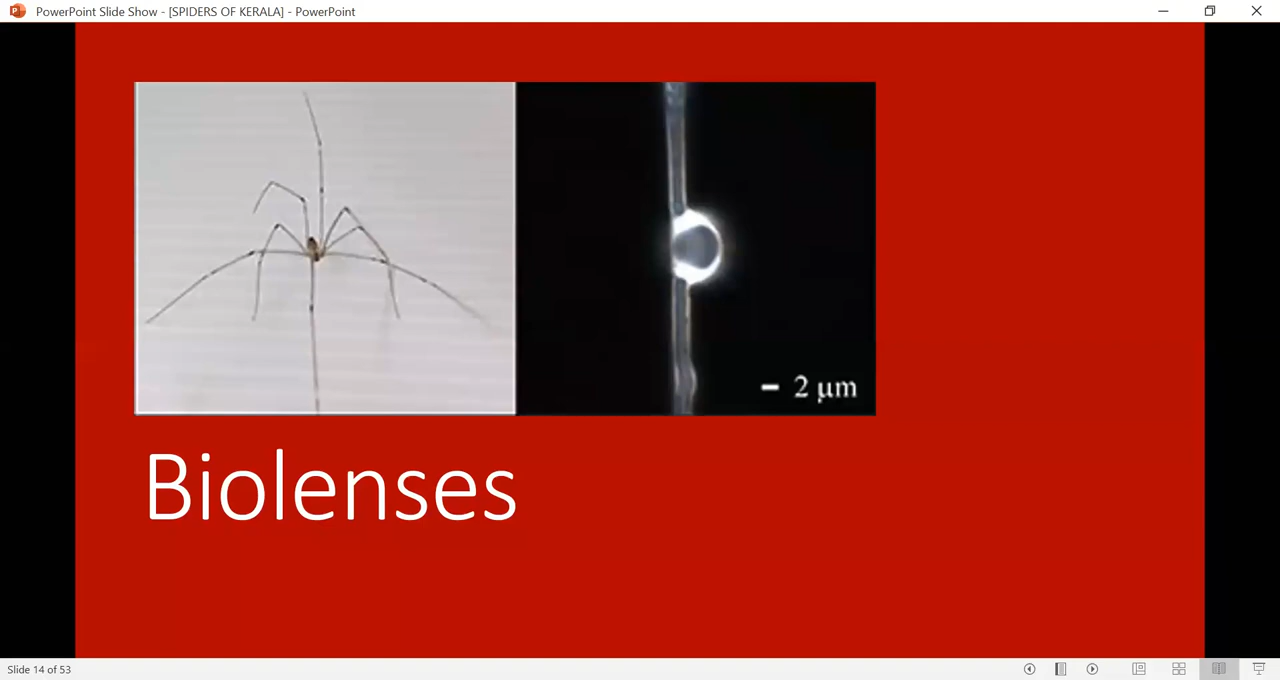 PowerPoint Slide Show - [SPIDERS OF KERALA] - PowerPoint
2 μm
Biolenses
Slide 14 of 53